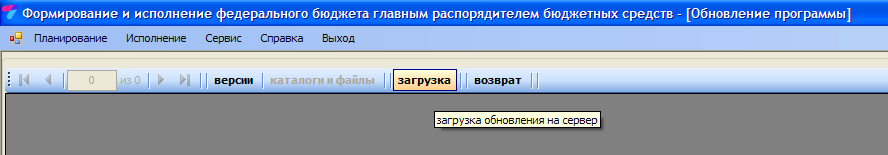 Формирование и исполнение федерального бюджета главным распорядителем бюджетных средств - [Обновление программы]
Планирование Исполнение Сервис Справка Выход
0 из 0 версии каталоги и файлы загрузка возврат
загрузка обновления на сервер